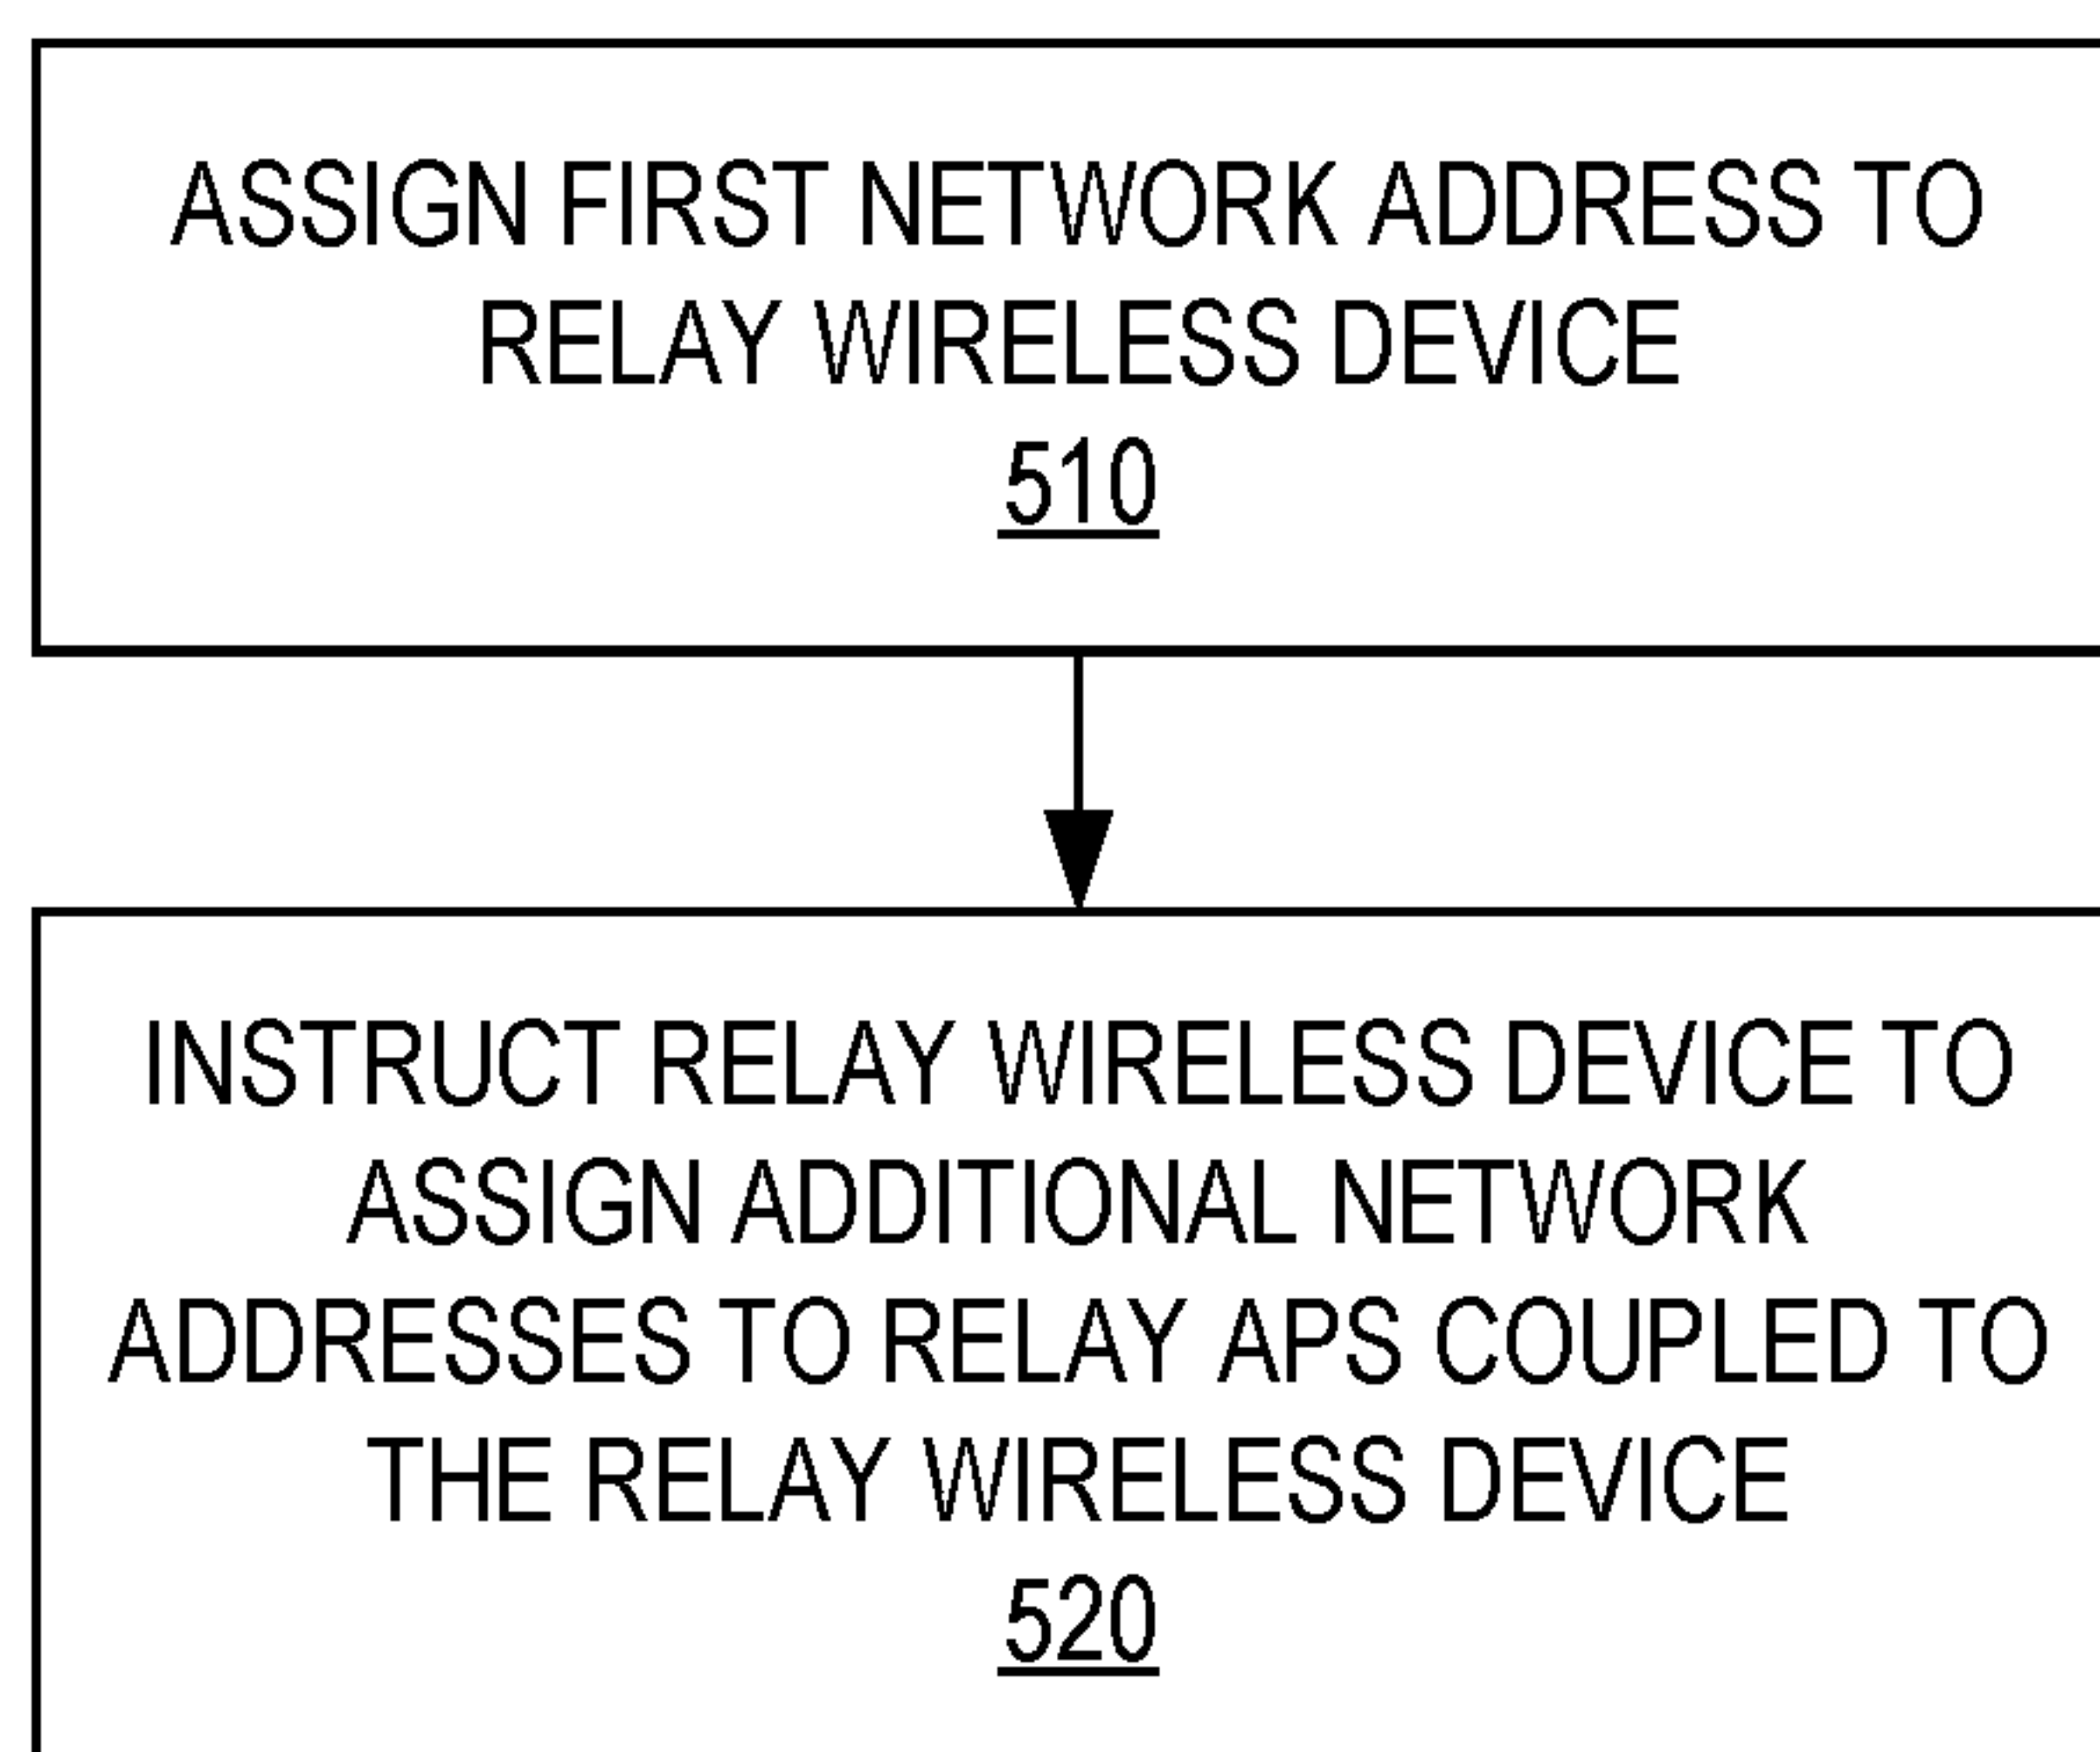 ASSIGN FIRST NETWORK ADDRESS TO
RELAY WIRELESS DEVICE
510
INSTRUCT RELAY WIRELESS DEVICE TO
ASSIGN ADDITIONAL NETWORK
ADDRESSES TO RELAY APS COUPLED TO
THE RELAY WIRELESS DEVICE
520